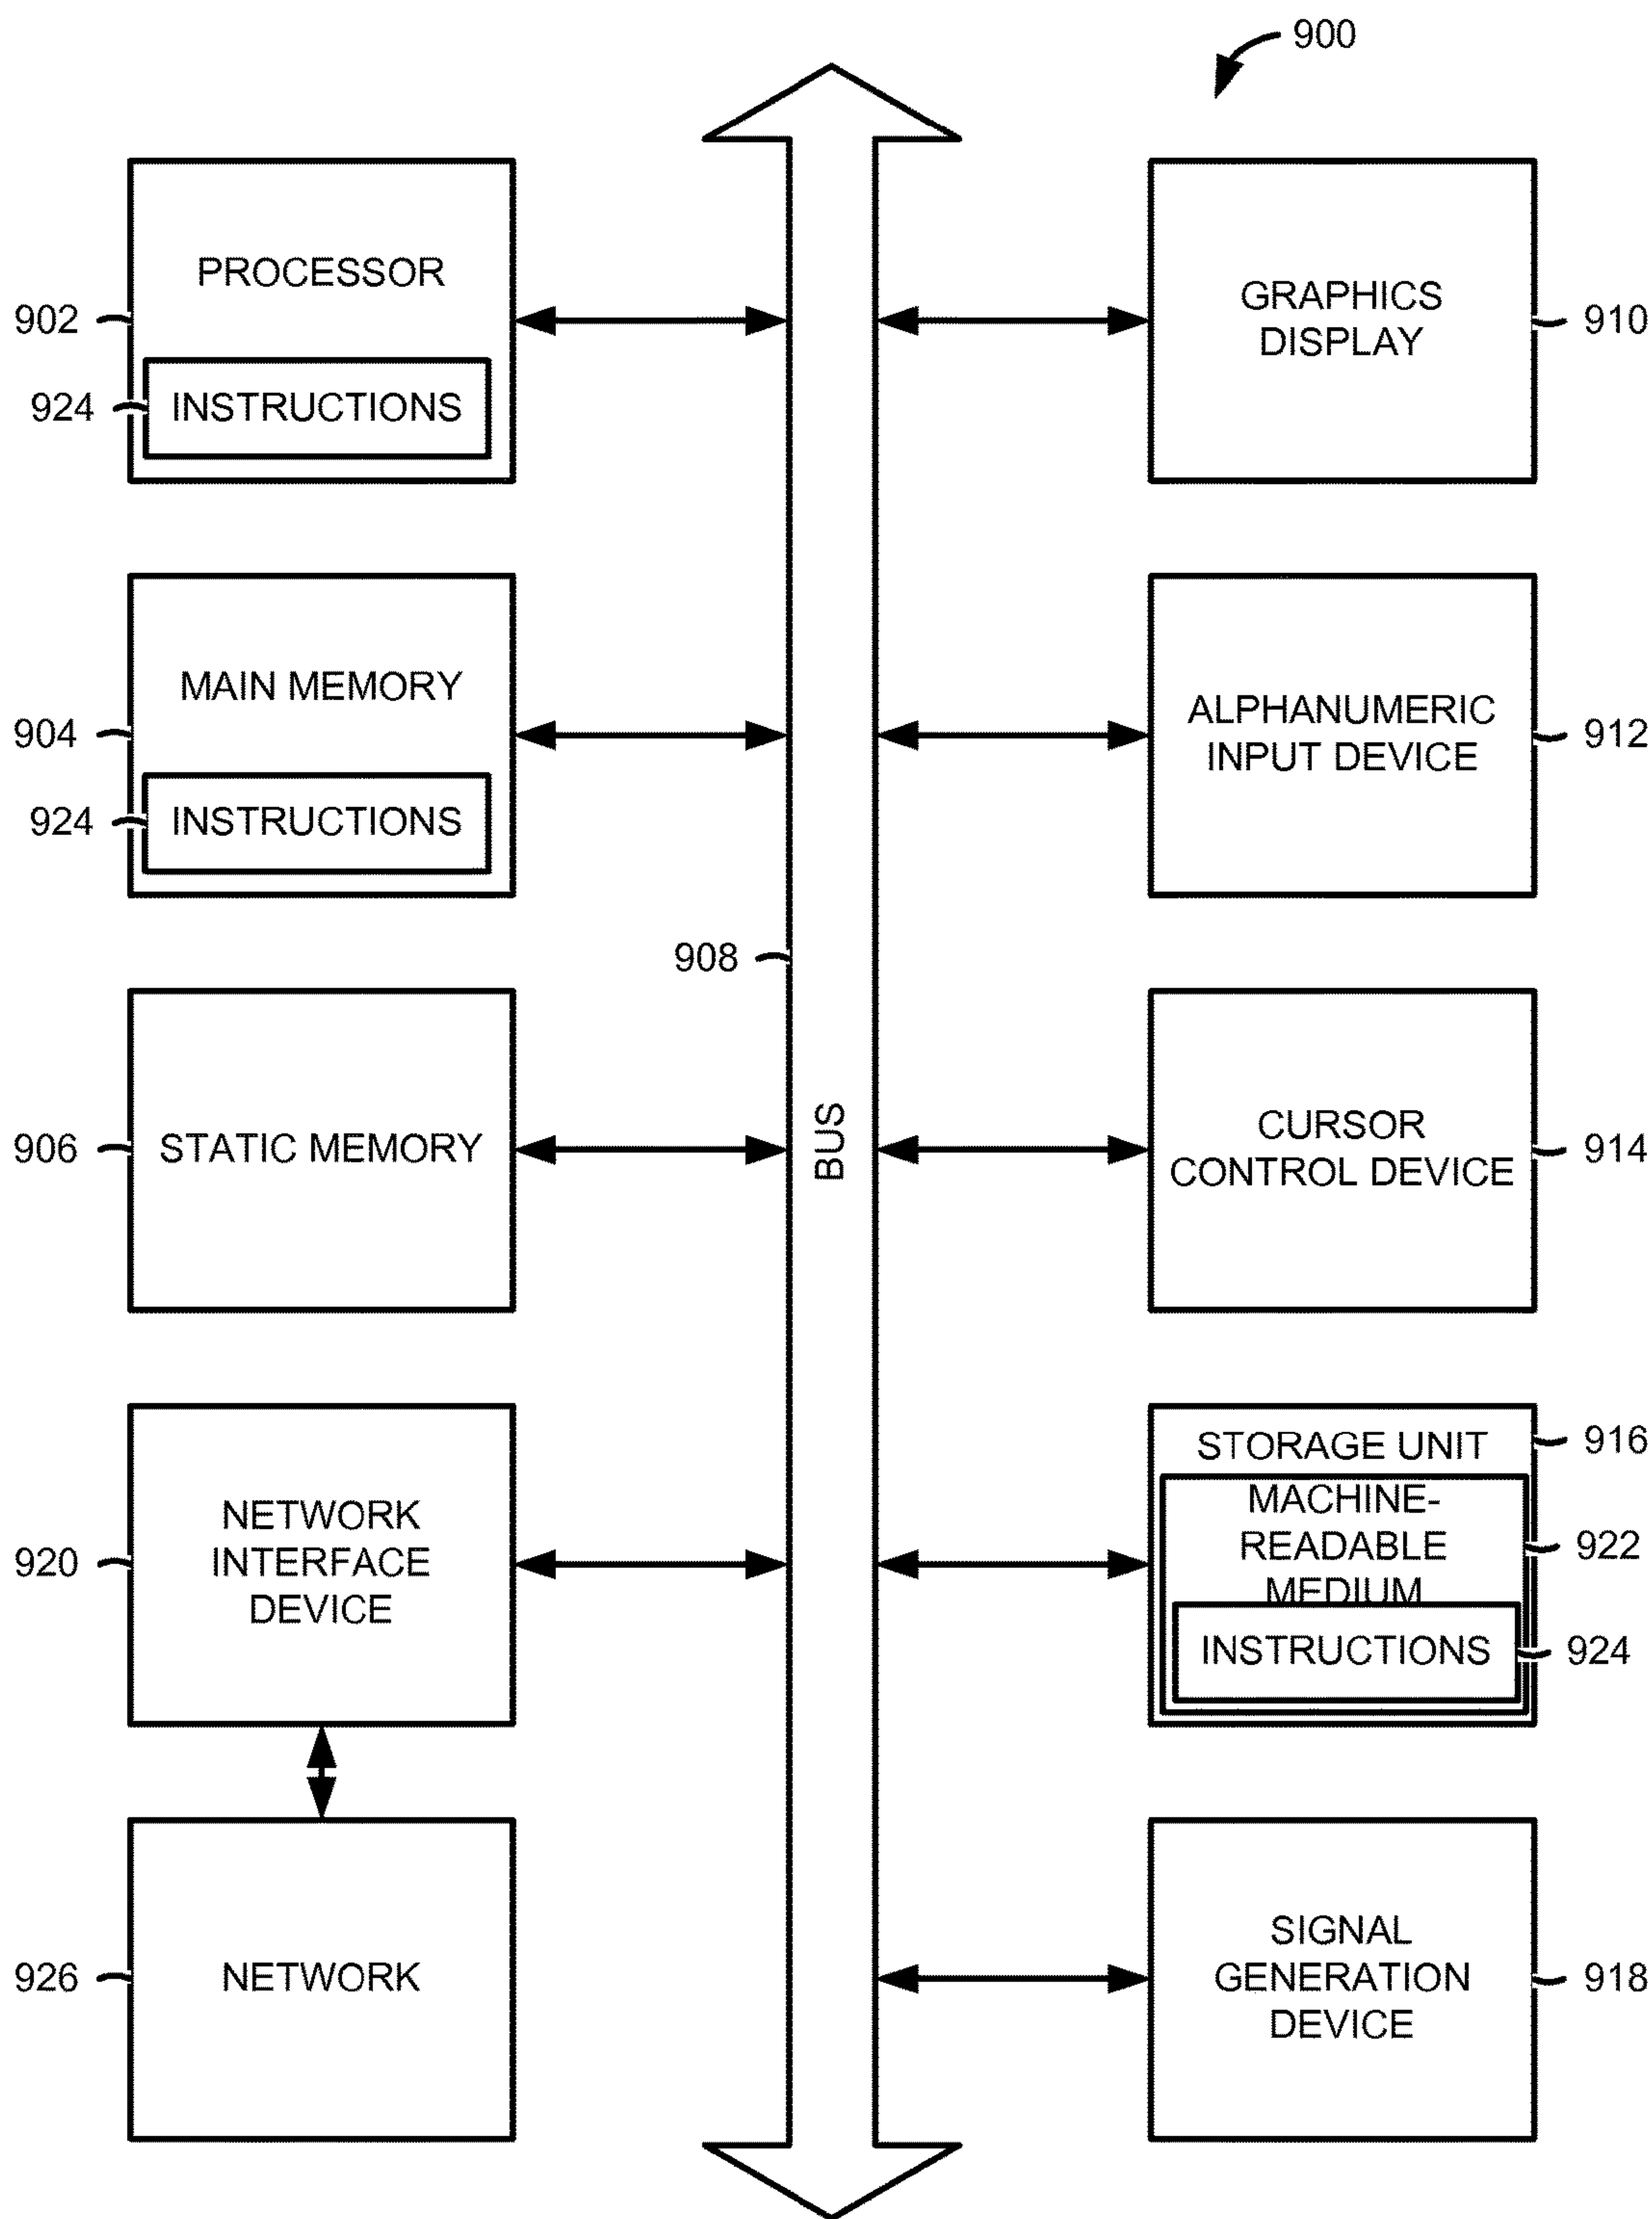 900
PROCESSOR
902
924
INSTRUCTIONS
GRAPHICS
DISPLAY
910
MAIN MEMORY
904
924
INSTRUCTIONS
ALPHANUMERIC
INPUT DEVICE
912
908
BUS
STATIC MEMORY
906
CURSOR
CONTROL DEVICE
914
NETWORK
INTERFACE
DEVICE
920
STORAGE UNIT
916
MACHINE-
READABLE
MEDIUM
922
INSTRUCTIONS
924
NETWORK
926
SIGNAL
GENERATION
DEVICE
918